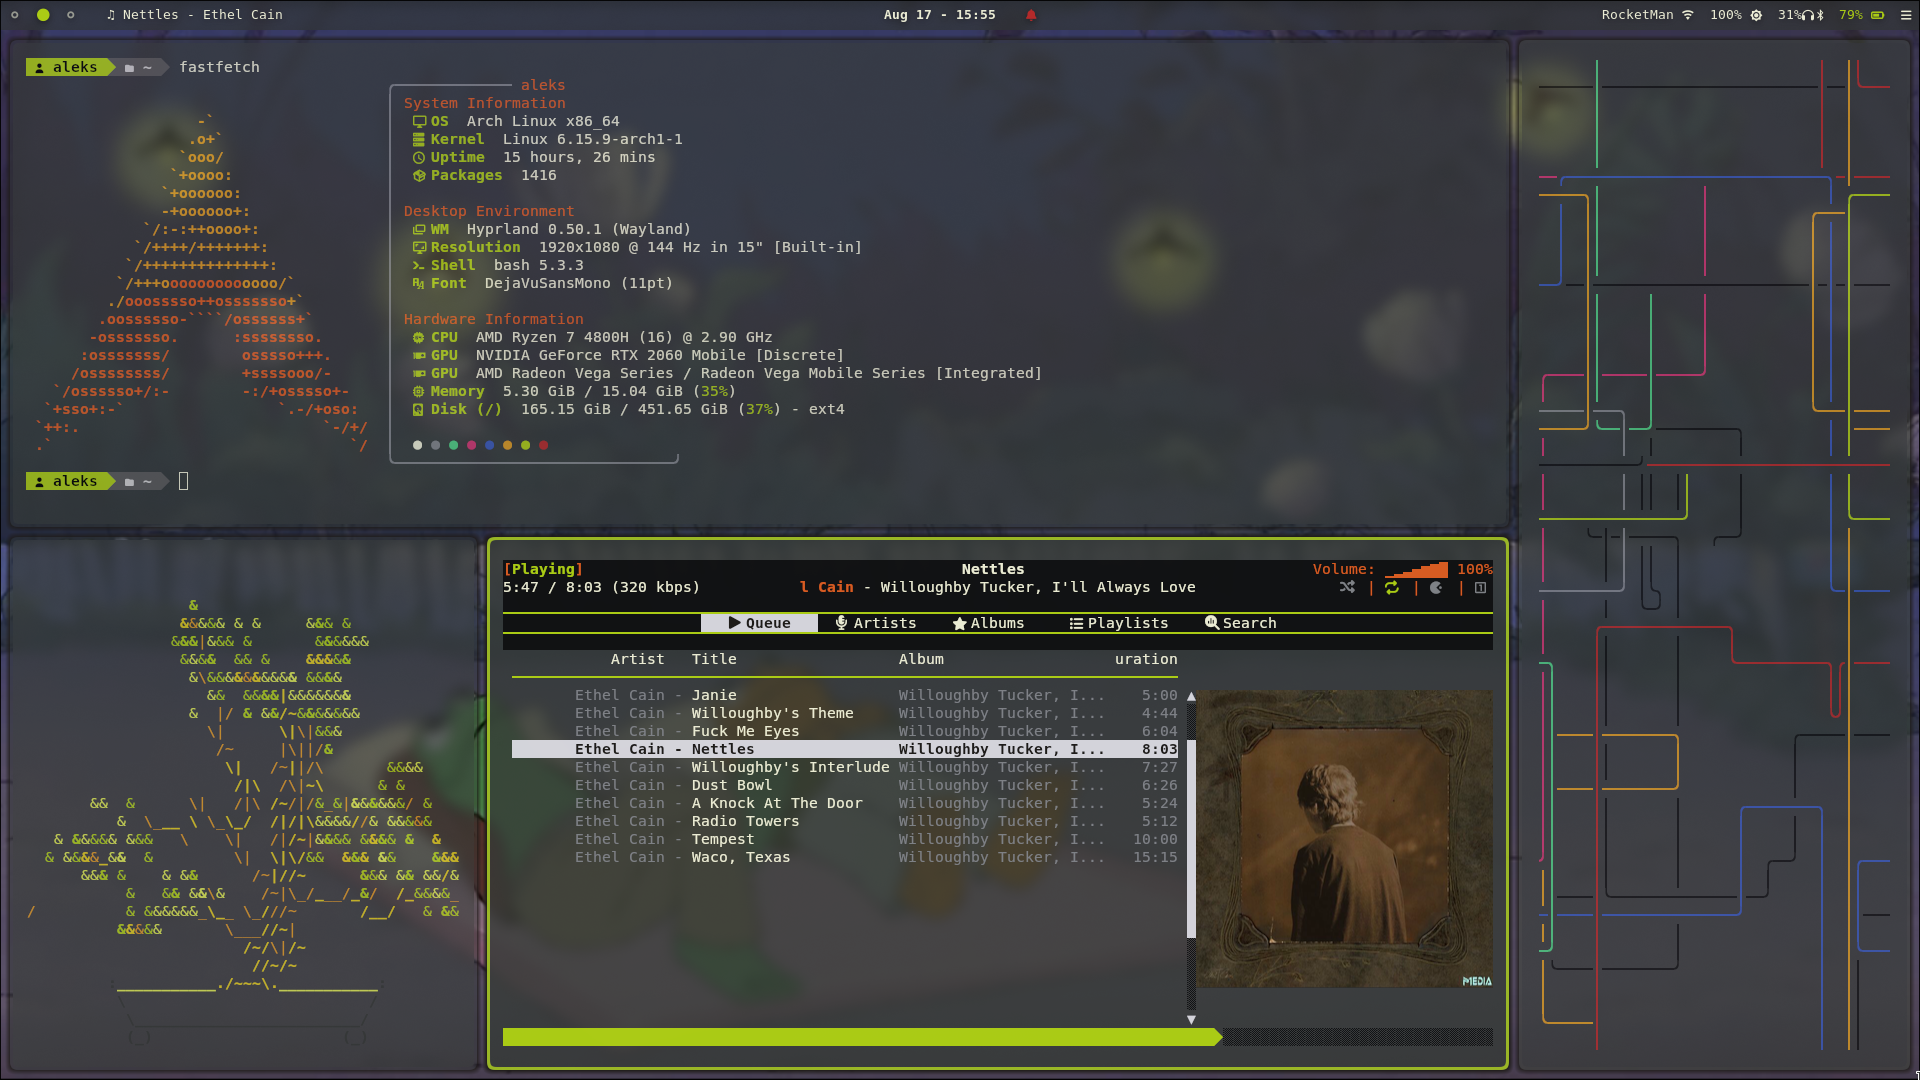 ♫ Nettles - Ethel Cain
Aug 17 - 15:55
RocketMan 100% 31% 79%
aleks ~ fastfetch
aleks
System Information
OS Arch Linux x86_64
Kernel Linux 6.15.9-arch1-1
Uptime 15 hours, 26 mins
Packages 1416
Desktop Environment
WM Hyprland 0.50.1 (Wayland)
Resolution 1920x1080 @ 144 Hz in 15" [Built-in]
Shell bash 5.3.3
Font DejaVuSansMono (11pt)
Hardware Information
CPU AMD Ryzen 7 4800H (16) @ 2.90 GHz
GPU NVIDIA GeForce RTX 2060 Mobile [Discrete]
GPU AMD Radeon Vega Series / Radeon Vega Mobile Series [Integrated]
Memory 5.30 GiB / 15.04 GiB (35%)
Disk (/) 165.15 GiB / 451.65 GiB (37%) - ext4
aleks ~
[Playing] Nettles Volume: 100%
5:47 / 8:03 (320 kbps) l Cain - Willoughby Tucker, I'll Always Love | | |
Queue Artists Albums Playlists Search
Artist Title Album uration
Ethel Cain - Janie Willoughby Tucker, I... 5:00
Ethel Cain - Willoughby's Theme Willoughby Tucker, I... 4:44
Ethel Cain - Fuck Me Eyes Willoughby Tucker, I... 6:04
Ethel Cain - Nettles Willoughby Tucker, I... 8:03
Ethel Cain - Willoughby's Interlude Willoughby Tucker, I... 7:27
Ethel Cain - Dust Bowl Willoughby Tucker, I... 6:26
Ethel Cain - A Knock At The Door Willoughby Tucker, I... 5:24
Ethel Cain - Radio Towers Willoughby Tucker, I... 5:12
Ethel Cain - Tempest Willoughby Tucker, I... 10:00
Ethel Cain - Waco, Texas Willoughby Tucker, I... 15:15
MEDIA